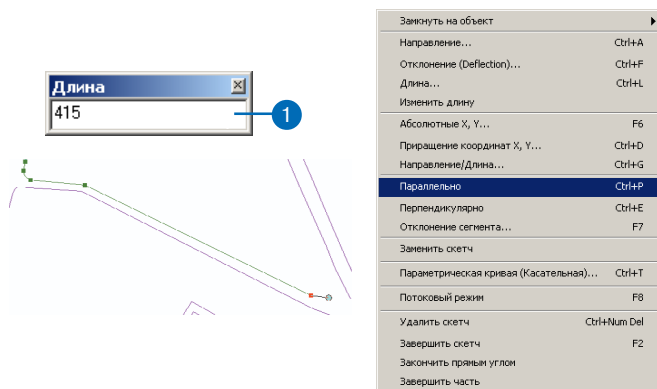 Длина
415
1
Замкнуть на объект
Направление... Ctrl+A
Отклонение (Deflection)... Ctrl+F
Длина... Ctrl+L
Изменить длину
Абсолютные X, Y... F6
Приращение координат X, Y... Ctrl+D
Направление/Длина... Ctrl+G
Параллельно Ctrl+P
Перпендикулярно Ctrl+E
Отклонение сегмента... F7
Заменить скетч
Параметрическая кривая (Касательная)... Ctrl+T
Потоковый режим F8
Удалить скетч Ctrl+Num Del
Завершить скетч F2
Закончить прямым углом
Завершить часть